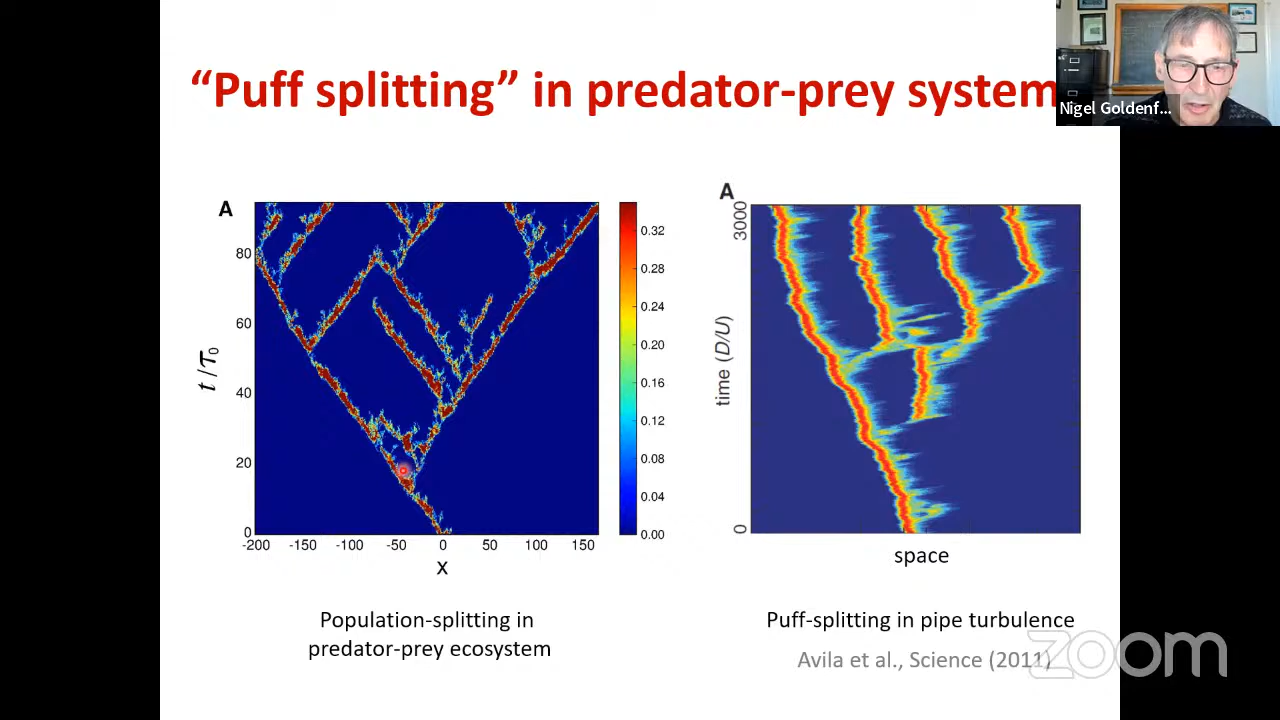 “Puff splitting” in predator-prey system
Nigel Goldenf...
A
t/τ0
80
60
40
20
0
-200 -150 -100 -50 0 50 100 150
x
0.32
0.28
0.24
0.20
0.16
0.12
0.08
0.04
0.00
A
3000
time (D/U)
0
space
Population-splitting in
predator-prey ecosystem
Puff-splitting in pipe turbulence
Avila et al., Science (2011)
zoom